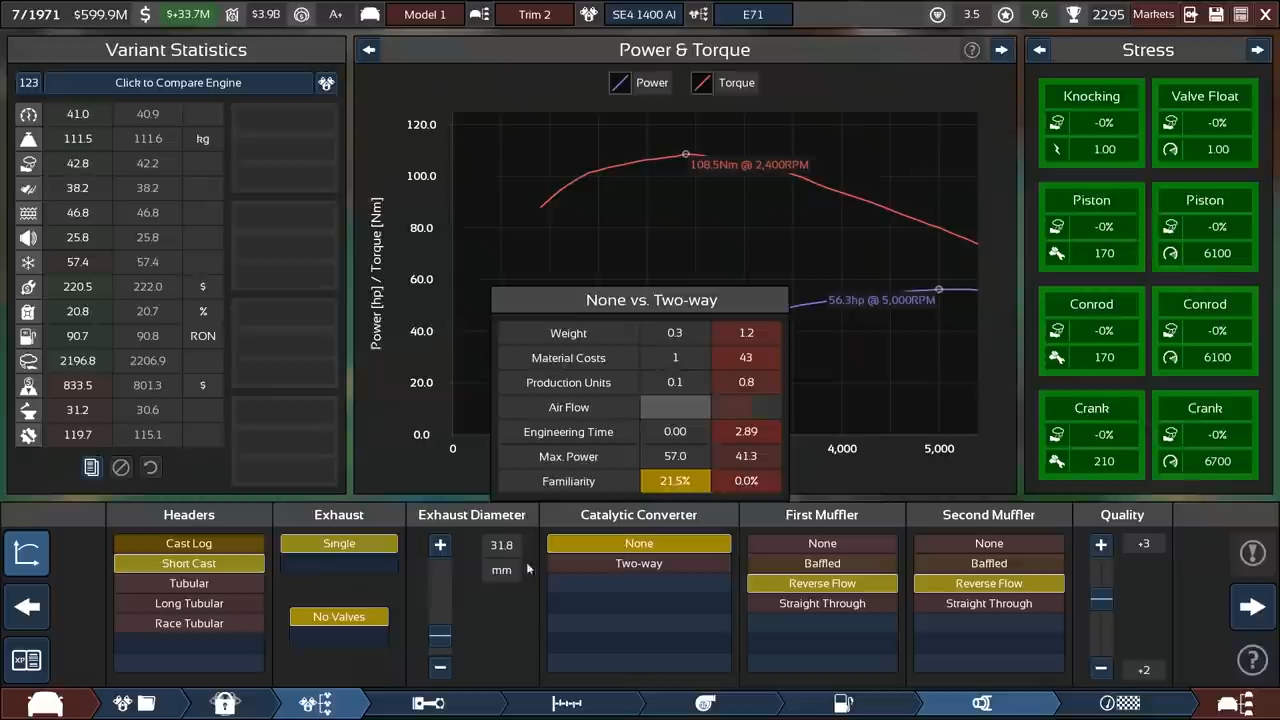 7/1971 $ $599.9M $+33.7M $3.9B A+ Model 1 Trim 2 SE4 1400 AI E71 3.5 9.6 2295 Markets X
Variant Statistics
123 Click to Compare Engine
41.0 40.9
111.5 111.6 kg
42.8 42.2
38.2 38.2
46.8 46.8
25.8 25.8
57.4 57.4
220.5 222.0 $
20.8 20.7 %
90.7 90.8 RON
2196.8 2206.9
833.5 801.3 $
31.2 30.6
119.7 115.1
Power & Torque ?
Power Torque
Power [hp] / Torque [Nm]
120.0
100.0
80.0
60.0
40.0
20.0
0.0
0 4,000 5,000
108.5Nm @ 2,400RPM
56.3hp @ 5,000RPM
None vs. Two-way
Weight 0.3 1.2
Material Costs 1 43
Production Units 0.1 0.8
Air Flow
Engineering Time 0.00 2.89
Max. Power 57.0 41.3
Familiarity 21.5% 0.0%
Stress
Knocking Valve Float
-0% -0%
1.00 1.00
Piston Piston
-0% -0%
170 6100
Conrod Conrod
-0% -0%
170 6100
Crank Crank
-0% -0%
210 6700
Headers
Cast Log
Short Cast
Tubular
Long Tubular
Race Tubular
Exhaust
Single
No Valves
Exhaust Diameter
+ 31.8
mm
-
Catalytic Converter
None
Two-way
First Muffler
None
Baffled
Reverse Flow
Straight Through
Second Muffler
None
Baffled
Reverse Flow
Straight Through
Quality
+ +3
- +2
XP
?